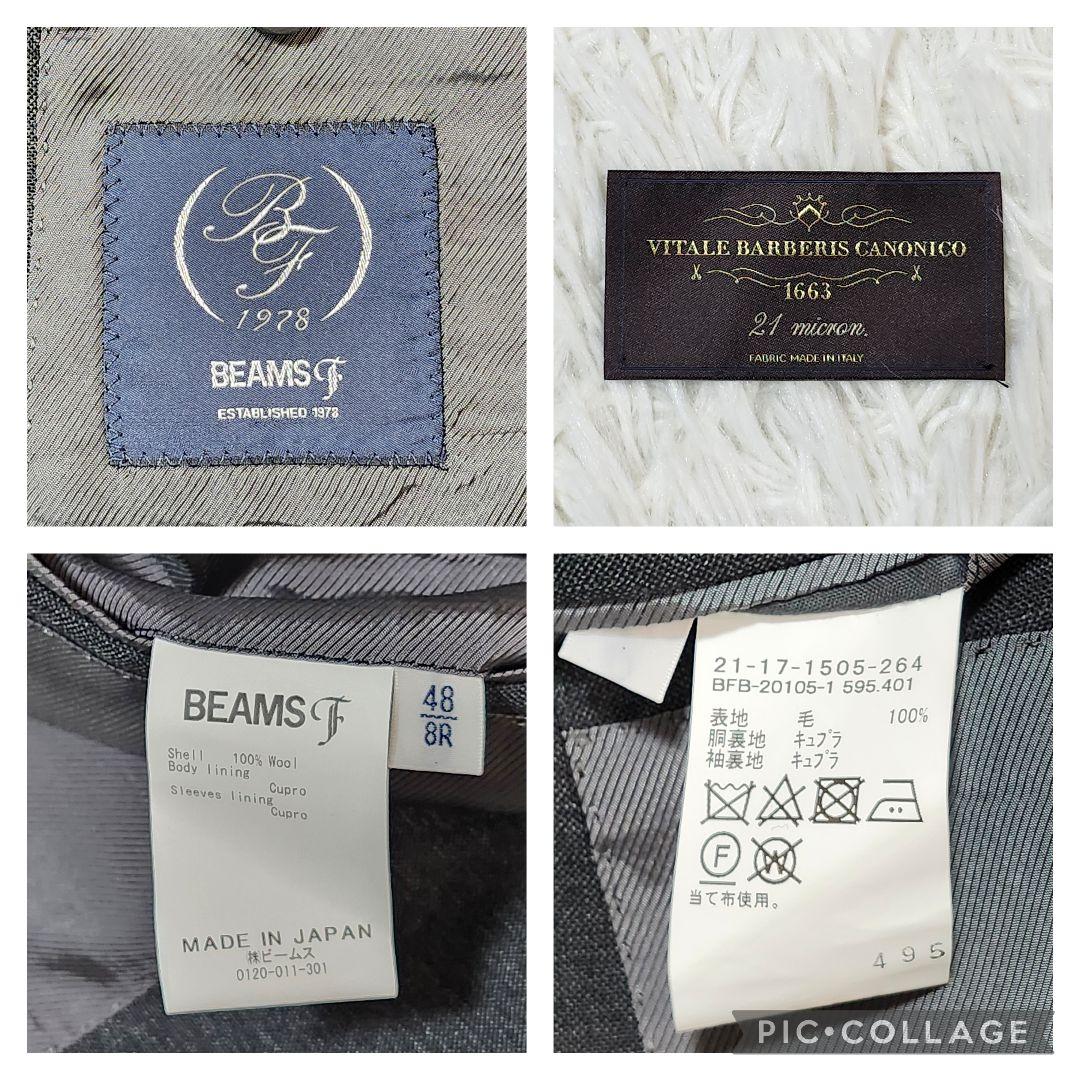 BF
1978
BEAMS F
ESTABLISHED 1978
VITALE BARBERIS CANONICO
1663
21 micron.
FABRIC MADE IN ITALY
BEAMS F
Shell 100% Wool
Body lining
Cupro
Sleeves lining
Cupro
MADE IN JAPAN
㈱ビームス
0120-011-301
48
8R
21-17-1505-264
BFB-20105-1 595.401
表地 毛 100%
胴裏地 キュプラ
袖裏地 キュプラ
F
W
当て布使用。
495
PIC•COLLAGE